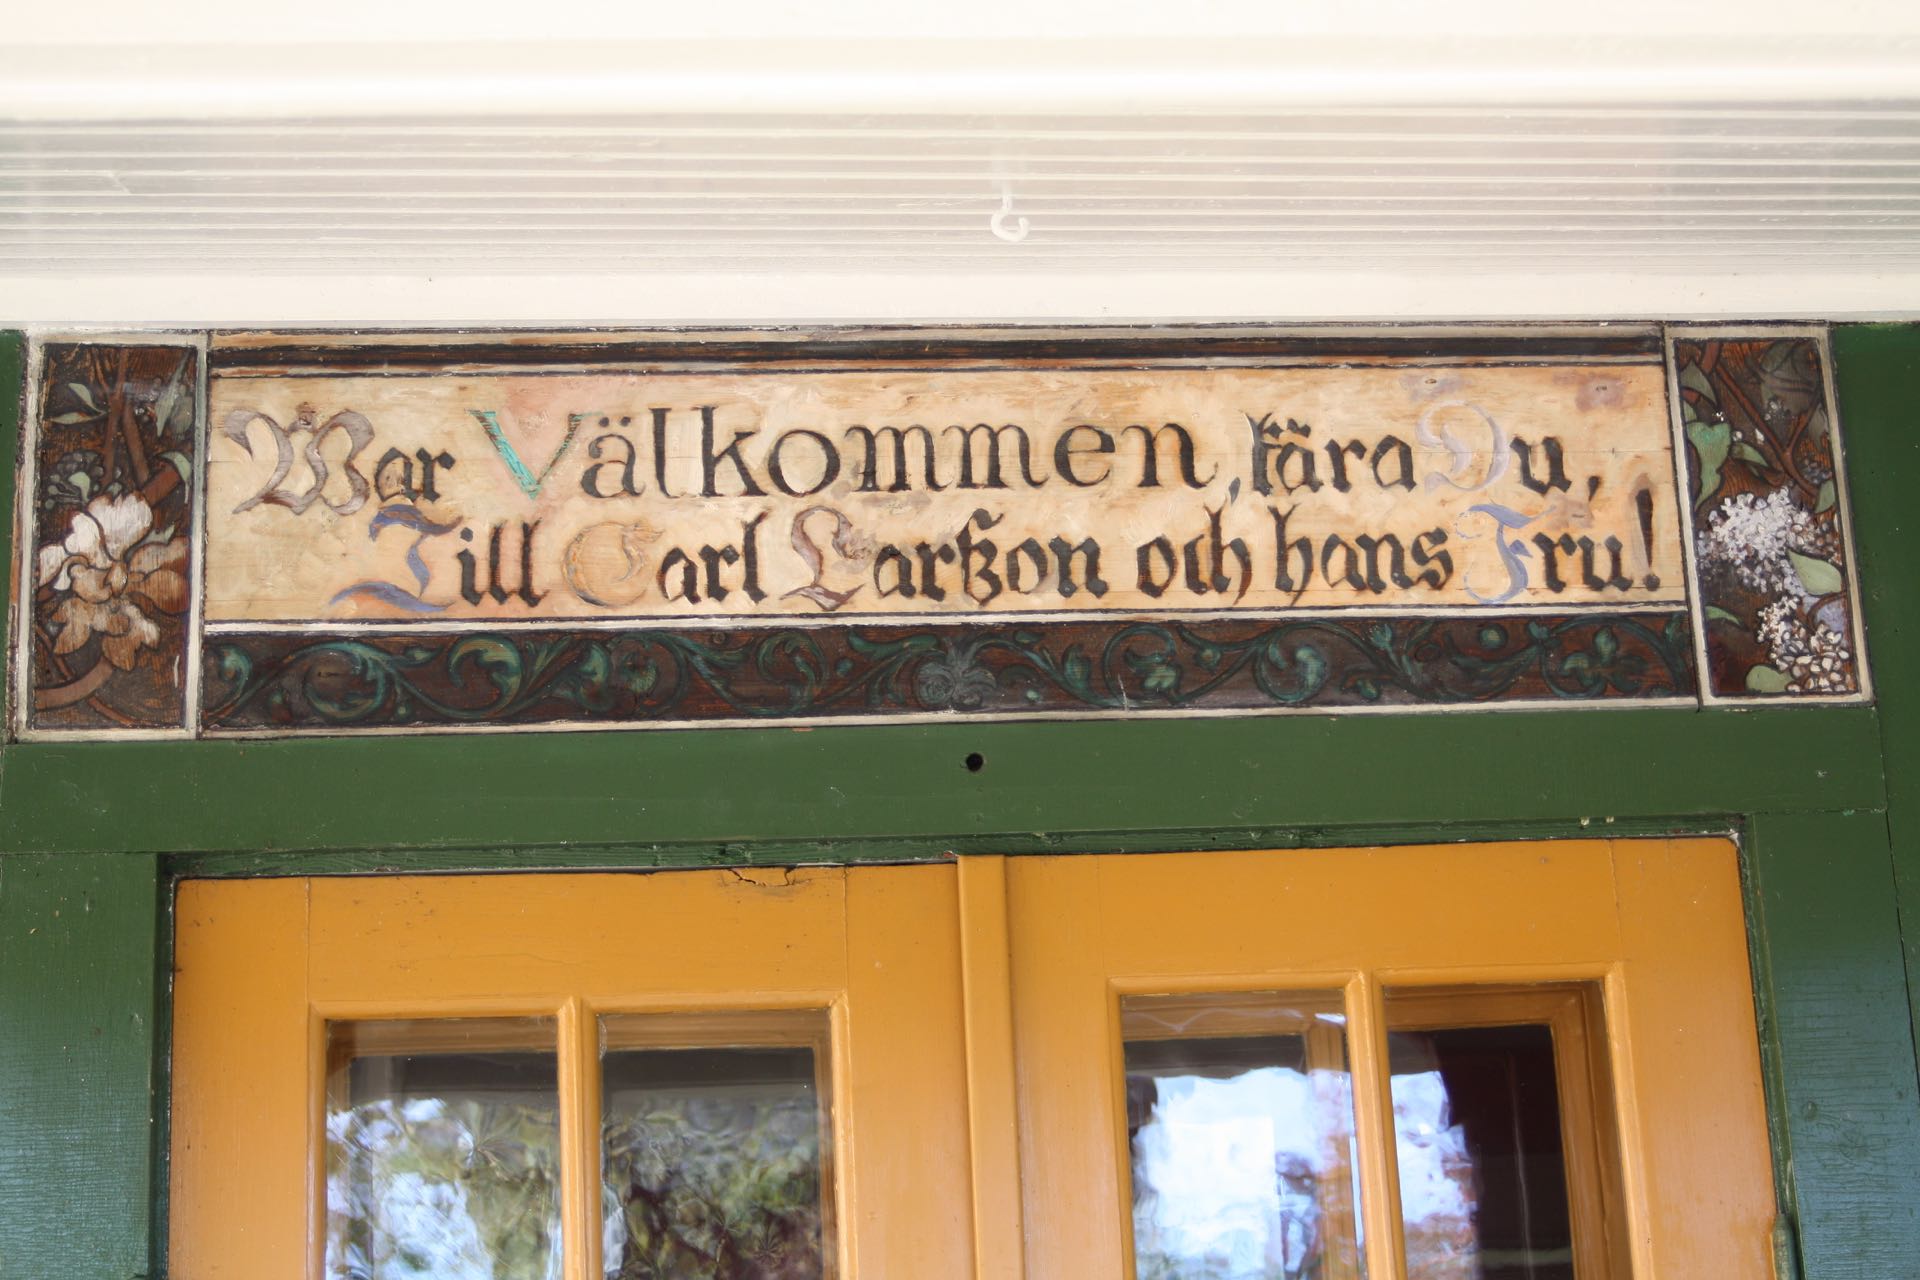 War Välkommen, kära Du,
Till Carl Larßon och hans Fru!